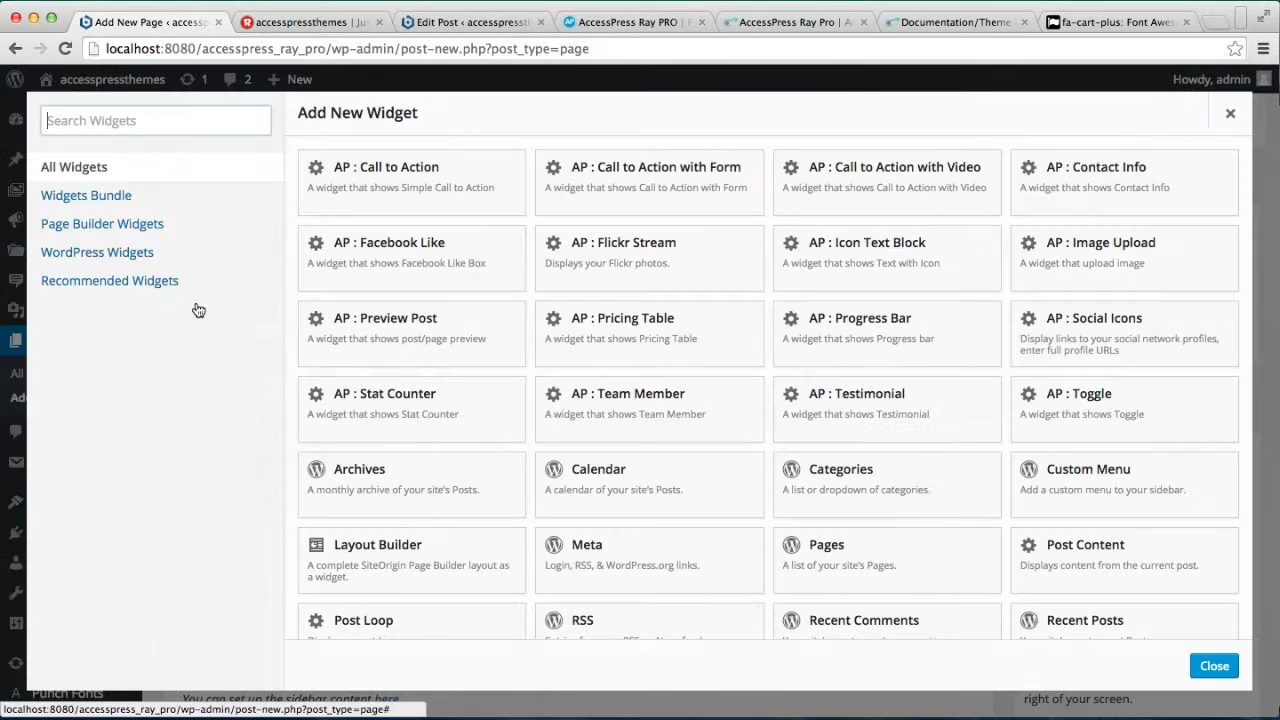 Add New Page ‹ access
accesspressthemes | Jus
Edit Post ‹ accesspressth
AccessPress Ray PRO | F
AccessPress Ray Pro | Ac
Documentation/Theme
fa-cart-plus: Font Awes
localhost:8080/accesspress_ray_pro/wp-admin/post-new.php?post_type=page
accesspressthemes 1 2 + New Howdy, admin
Search Widgets
All Widgets
Widgets Bundle
Page Builder Widgets
WordPress Widgets
Recommended Widgets
All
Ad
Add New Widget
AP : Call to Action
A widget that shows Simple Call to Action
AP : Call to Action with Form
A widget that shows Call to Action with Form
AP : Call to Action with Video
A widget that shows Call to Action with Video
AP : Contact Info
A widget that shows Contact Info
AP : Facebook Like
A widget that shows Facebook Like Box
AP : Flickr Stream
Displays your Flickr photos.
AP : Icon Text Block
A widget that shows Text with Icon
AP : Image Upload
A widget that upload image
AP : Preview Post
A widget that shows post/page preview
AP : Pricing Table
A widget that shows Pricing Table
AP : Progress Bar
A widget that shows Progress bar
AP : Social Icons
Display links to your social network profiles,
enter full profile URLs
AP : Stat Counter
A widget that shows Stat Counter
AP : Team Member
A widget that shows Team Member
AP : Testimonial
A widget that shows Testimonial
AP : Toggle
A widget that shows Toggle
Archives
A monthly archive of your site's Posts.
Calendar
A calendar of your site's Posts.
Categories
A list or dropdown of categories.
Custom Menu
Add a custom menu to your sidebar.
Layout Builder
A complete SiteOrigin Page Builder layout as
a widget.
Meta
Login, RSS, & WordPress.org links.
Pages
A list of your site's Pages.
Post Content
Displays content from the current post.
Post Loop
RSS
Recent Comments
Recent Posts
Close
Punch Fonts
You can set up the sidebar content here
right of your screen.
localhost:8080/accesspress_ray_pro/wp-admin/post-new.php?post_type=page#